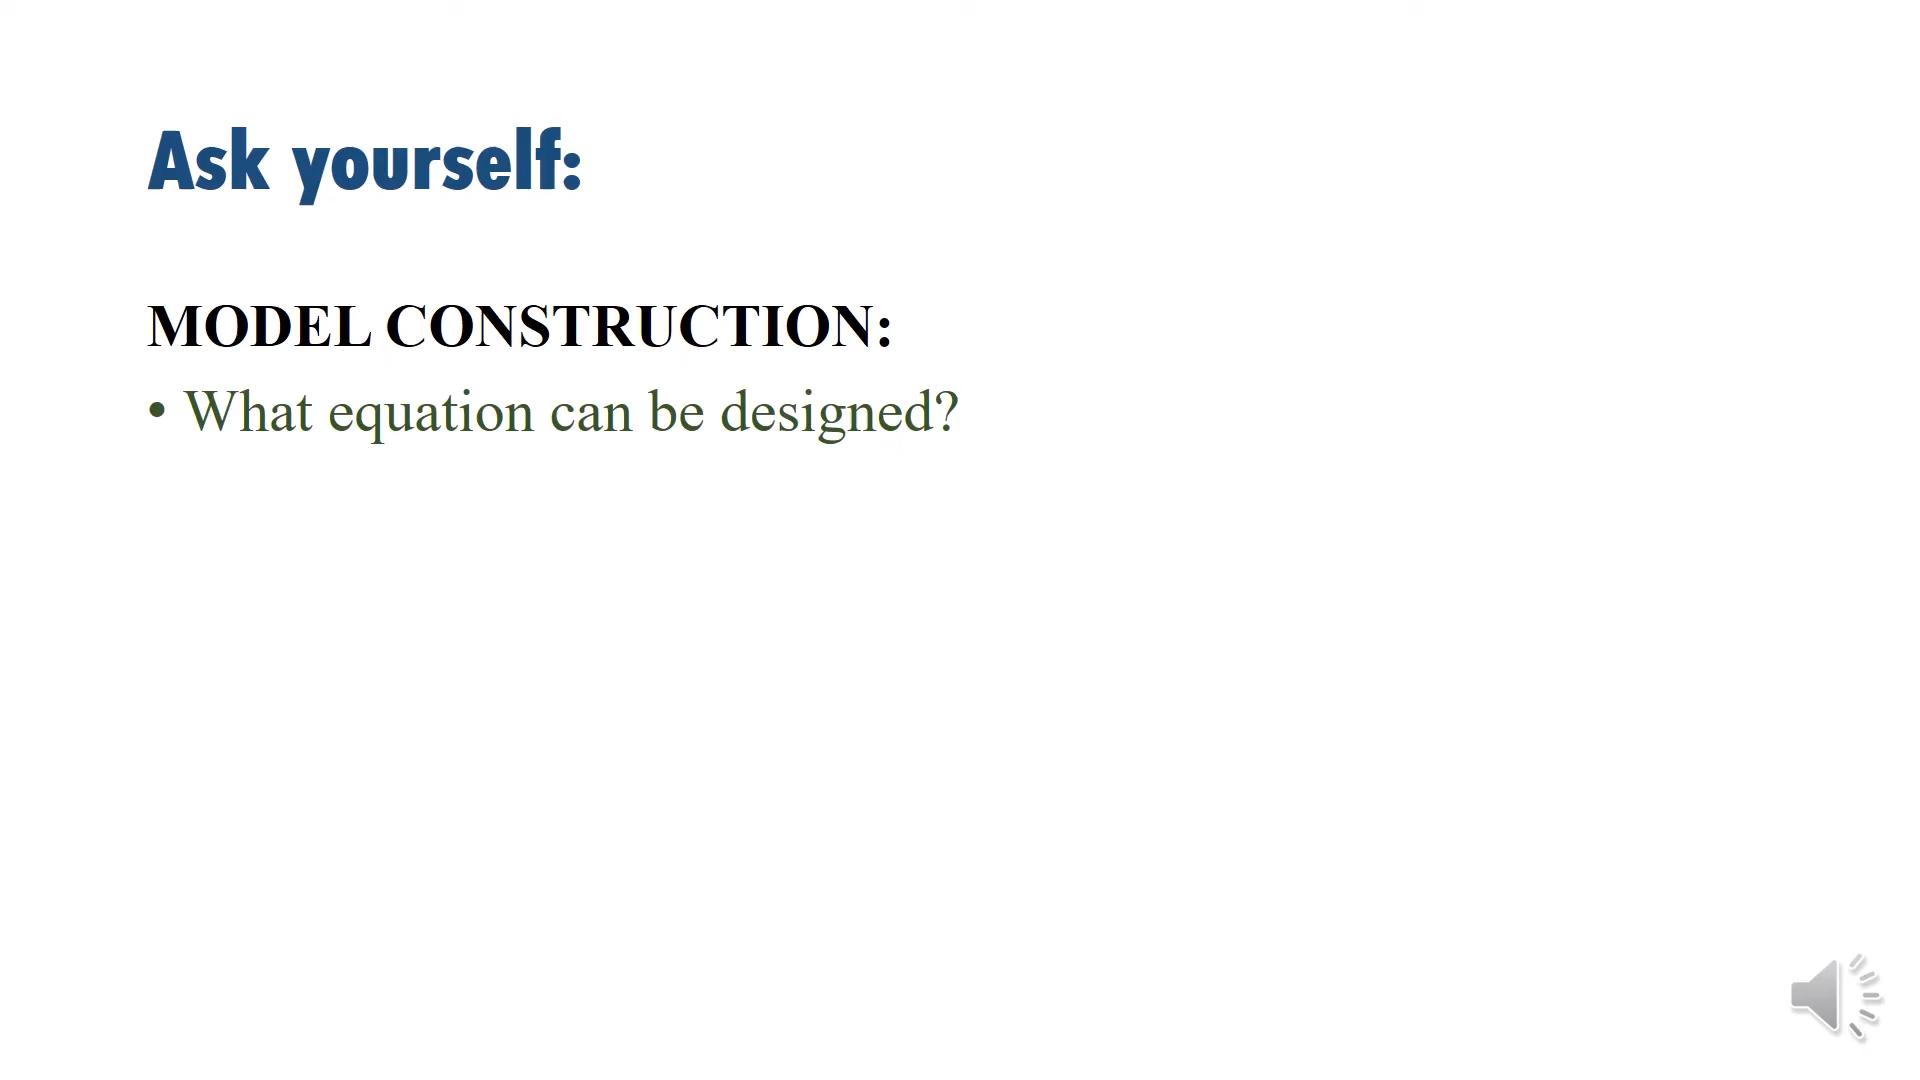 Ask yourself:
MODEL CONSTRUCTION:
• What equation can be designed?